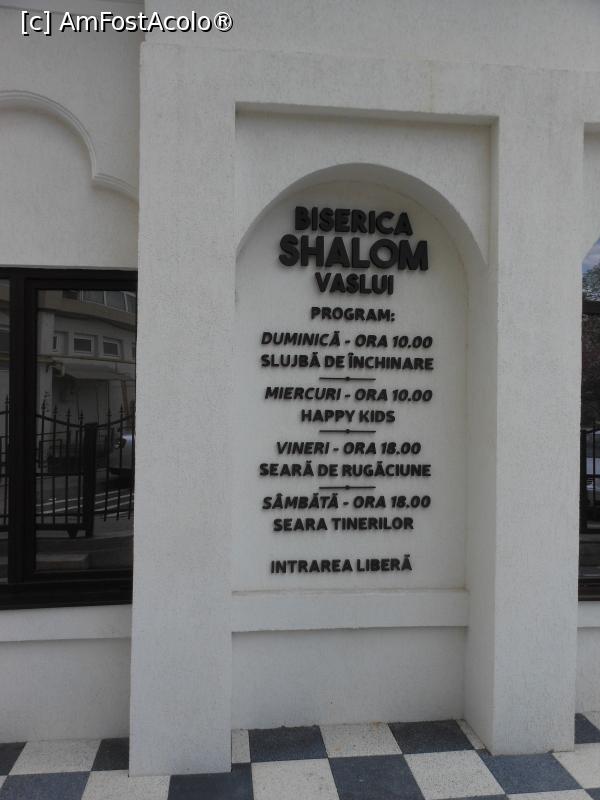 [c] AmFostAcolo®
BISERICA
SHALOM
VASLUI
PROGRAM:
DUMINICĂ - ORA 10.00
SLUJBĂ DE ÎNCHINARE
MIERCURI - ORA 10.00
HAPPY KIDS
VINERI - ORA 18.00
SEARĂ DE RUGĂCIUNE
SÂMBĂTĂ - ORA 18.00
SEARA TINERILOR
INTRAREA LIBERĂ